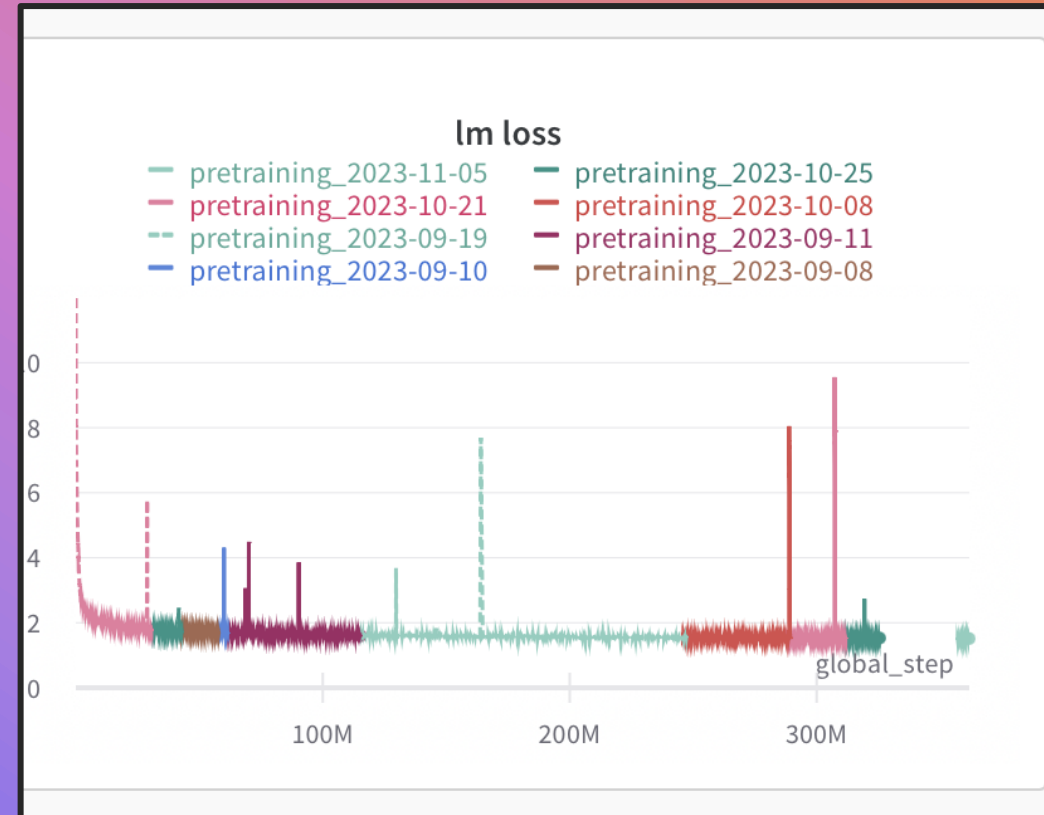 lm loss
pretraining_2023-11-05 pretraining_2023-10-25
pretraining_2023-10-21 pretraining_2023-10-08
pretraining_2023-09-19 pretraining_2023-09-11
pretraining_2023-09-10 pretraining_2023-09-08
0
8
6
4
2
global_step
0
100M 200M 300M